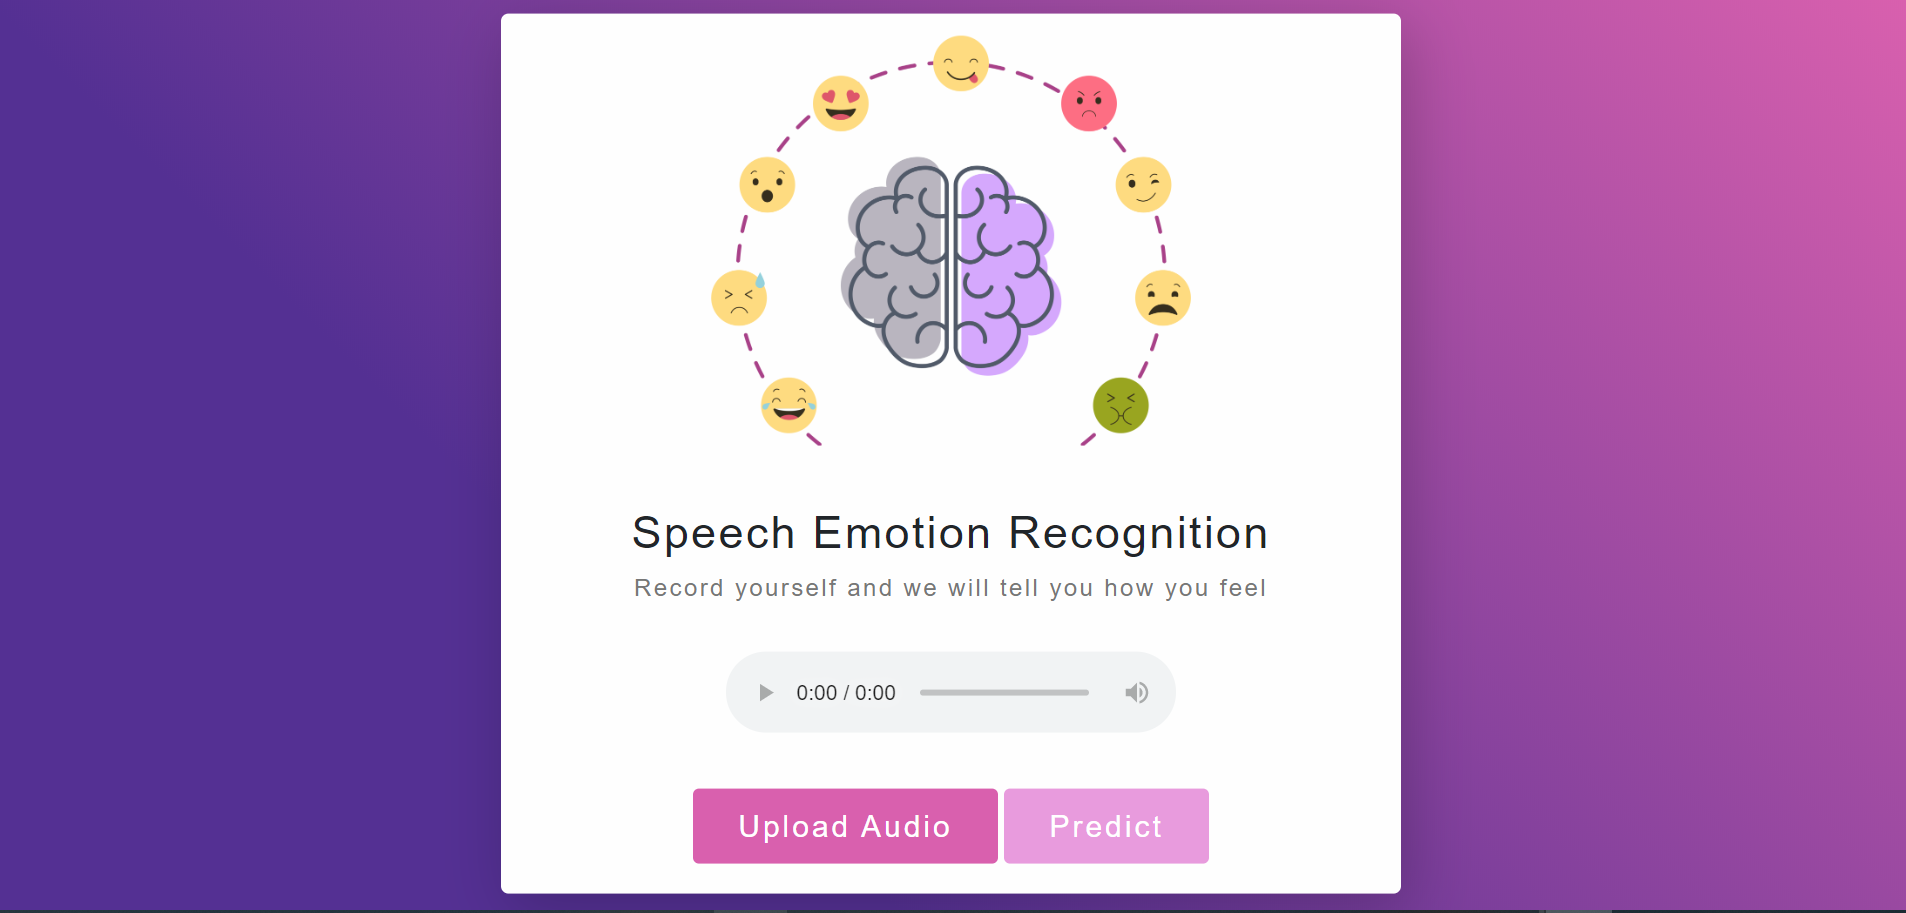 Speech Emotion Recognition
Record yourself and we will tell you how you feel
0:00 / 0:00
Upload Audio
Predict